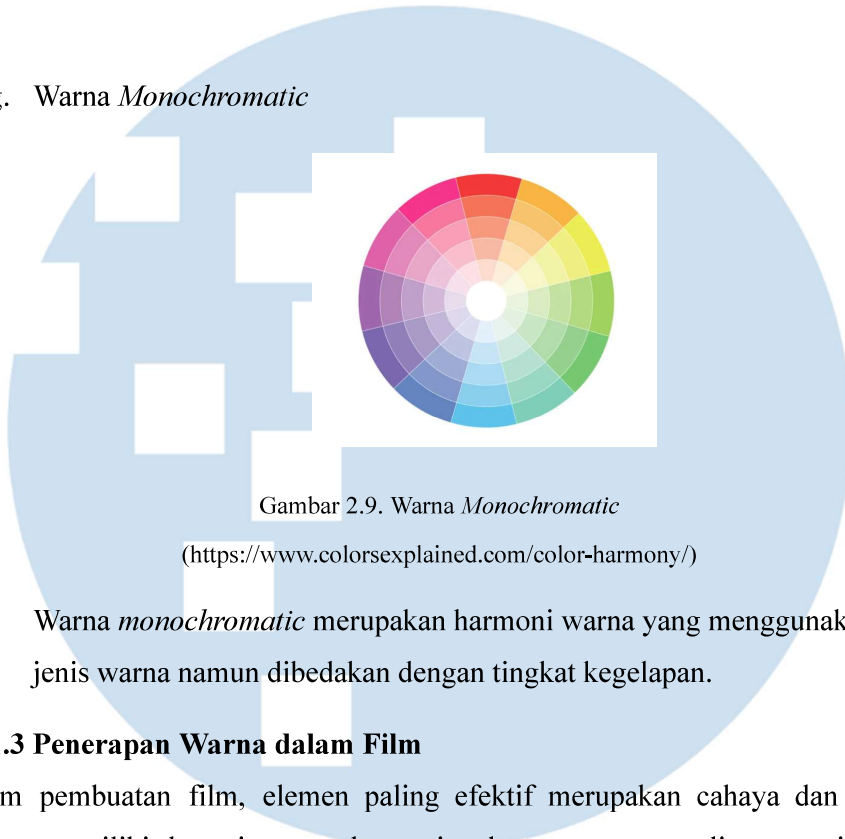 Warna Monochromatic
Gambar 2.9. Warna Monochromatic
(https://www.colorsexplained.com/color-harmony/)
Warna monochromatic merupakan harmoni warna yang
jenis warna namun dibedakan dengan tingkat kegelapan.
.3 Penerapan Warna dalam Film
pembuatan film, elemen paling efektif merupakan cahaya dan